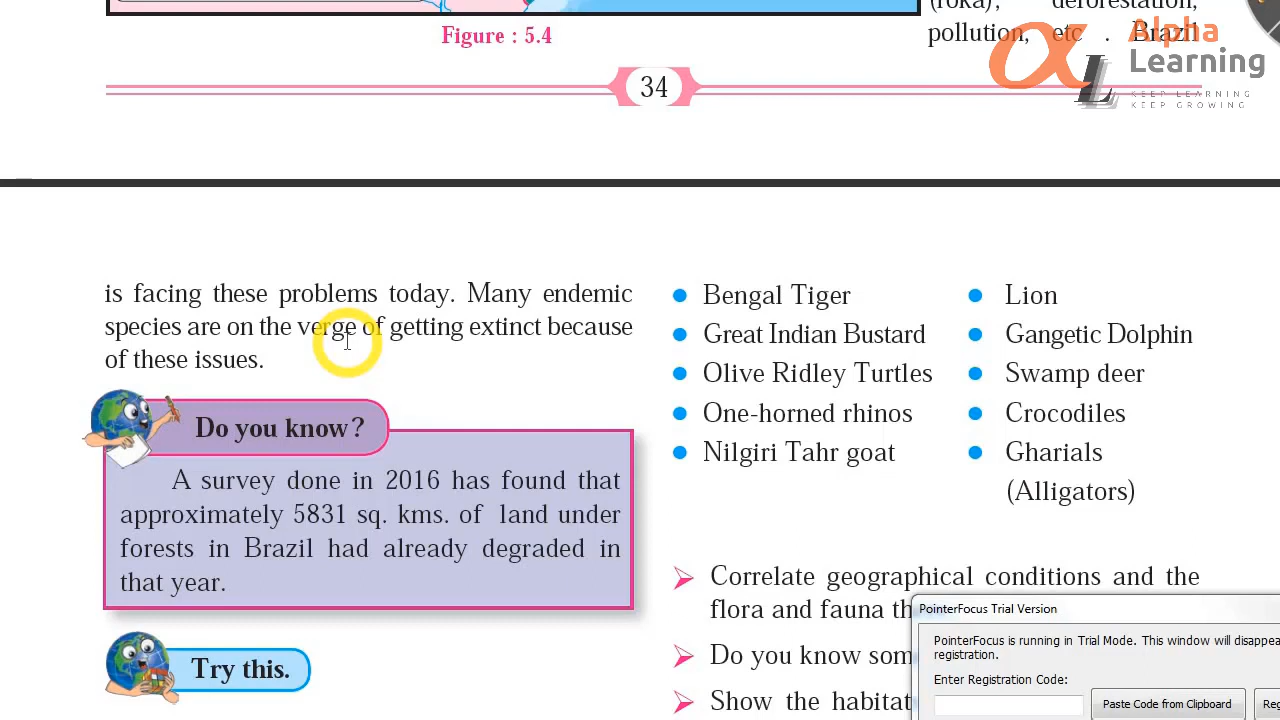 (roka), deforestation,
pollution, etc . Brazil
Figure : 5.4
Alpha
Learning
KEEP LEARNING
KEEP GROWING
34
is facing these problems today. Many endemic
species are on the verge of getting extinct because
of these issues.
Do you know?
A survey done in 2016 has found that
approximately 5831 sq. kms. of land under
forests in Brazil had already degraded in
that year.
Try this.
● Bengal Tiger
● Great Indian Bustard
● Olive Ridley Turtles
● One-horned rhinos
● Nilgiri Tahr goat
● Lion
● Gangetic Dolphin
● Swamp deer
● Crocodiles
● Gharials
(Alligators)
➢ Correlate geographical conditions and the
flora and fauna
➢ Do you know
➢ Show the
PointerFocus Trial Version
PointerFocus is running in Trial Mode. This window will
registration.
Enter Registration Code:
Paste Code from Clipboard